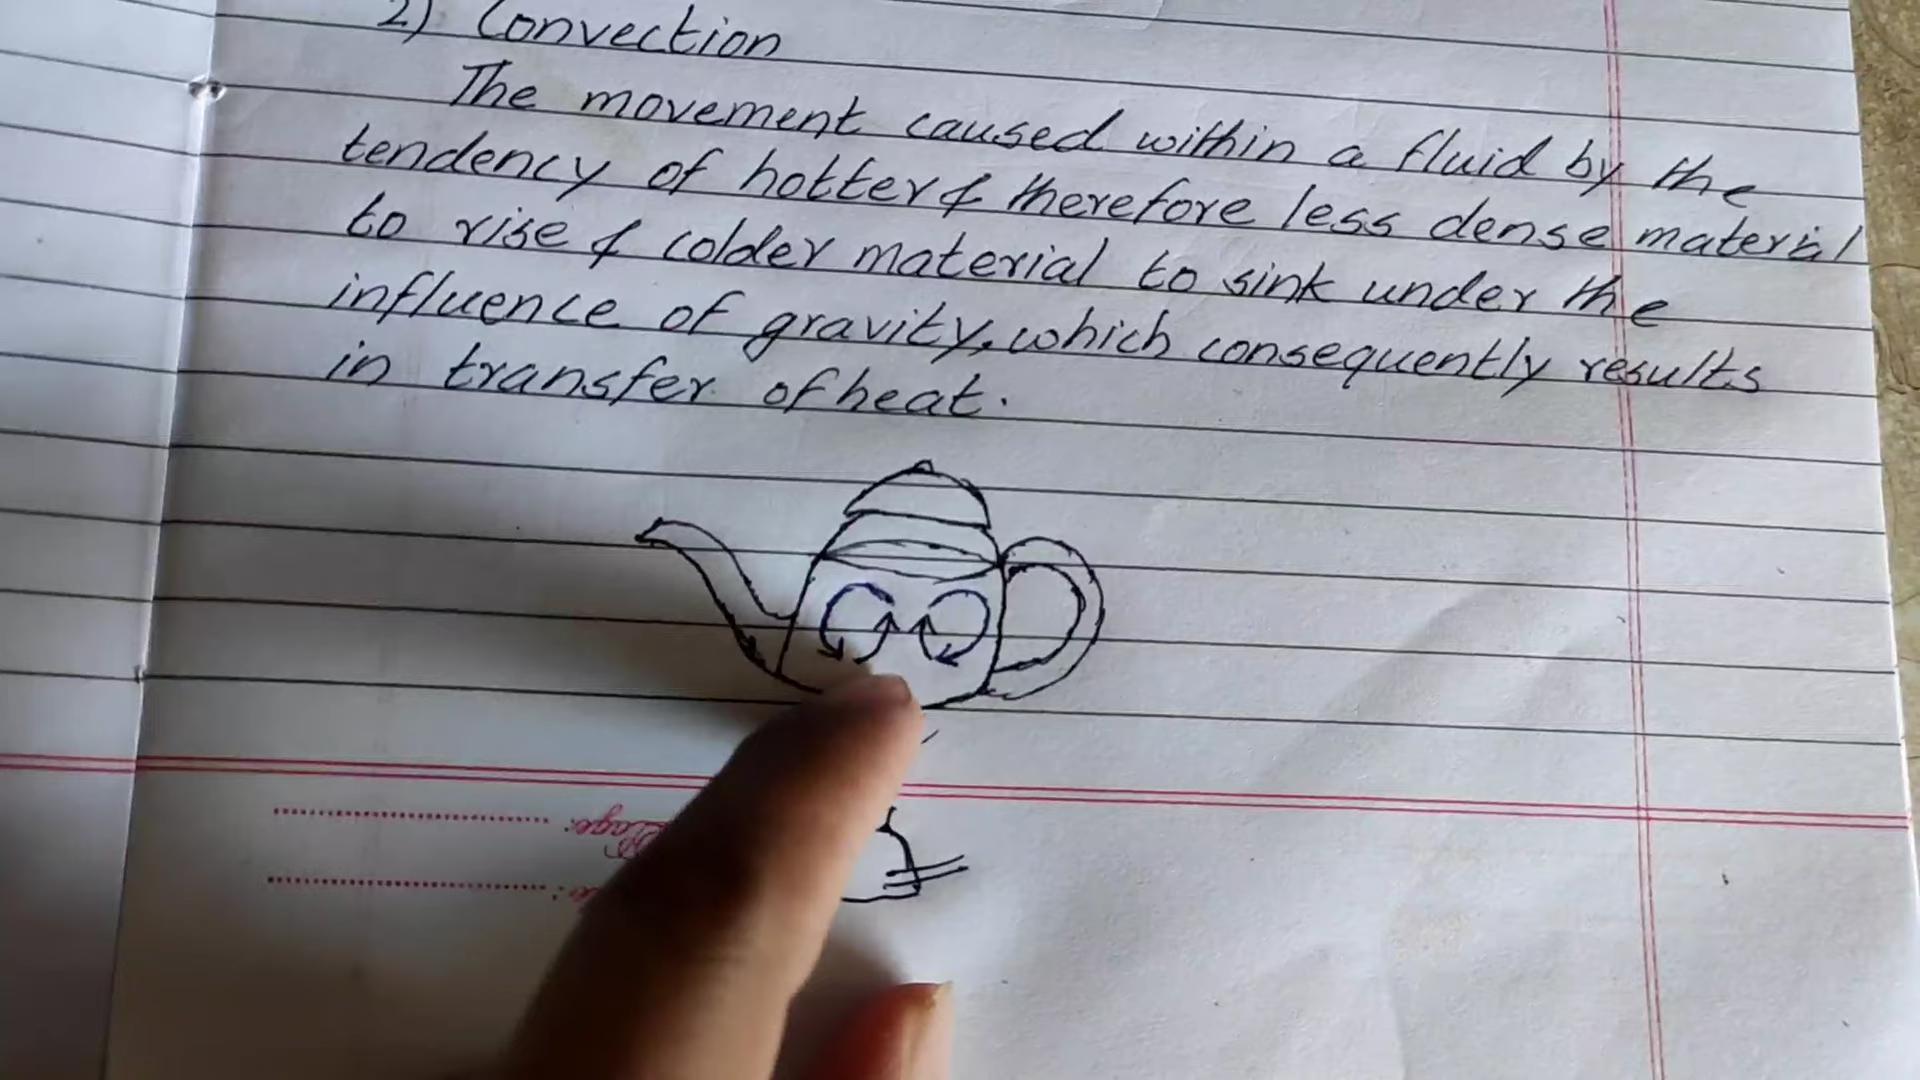 2) Convection
The movement caused within a fluid by the
tendency of hotter & therefore less dense material
to rise & colder material to sink under the
influence of gravity, which consequently results
in transfer of heat.
Page: